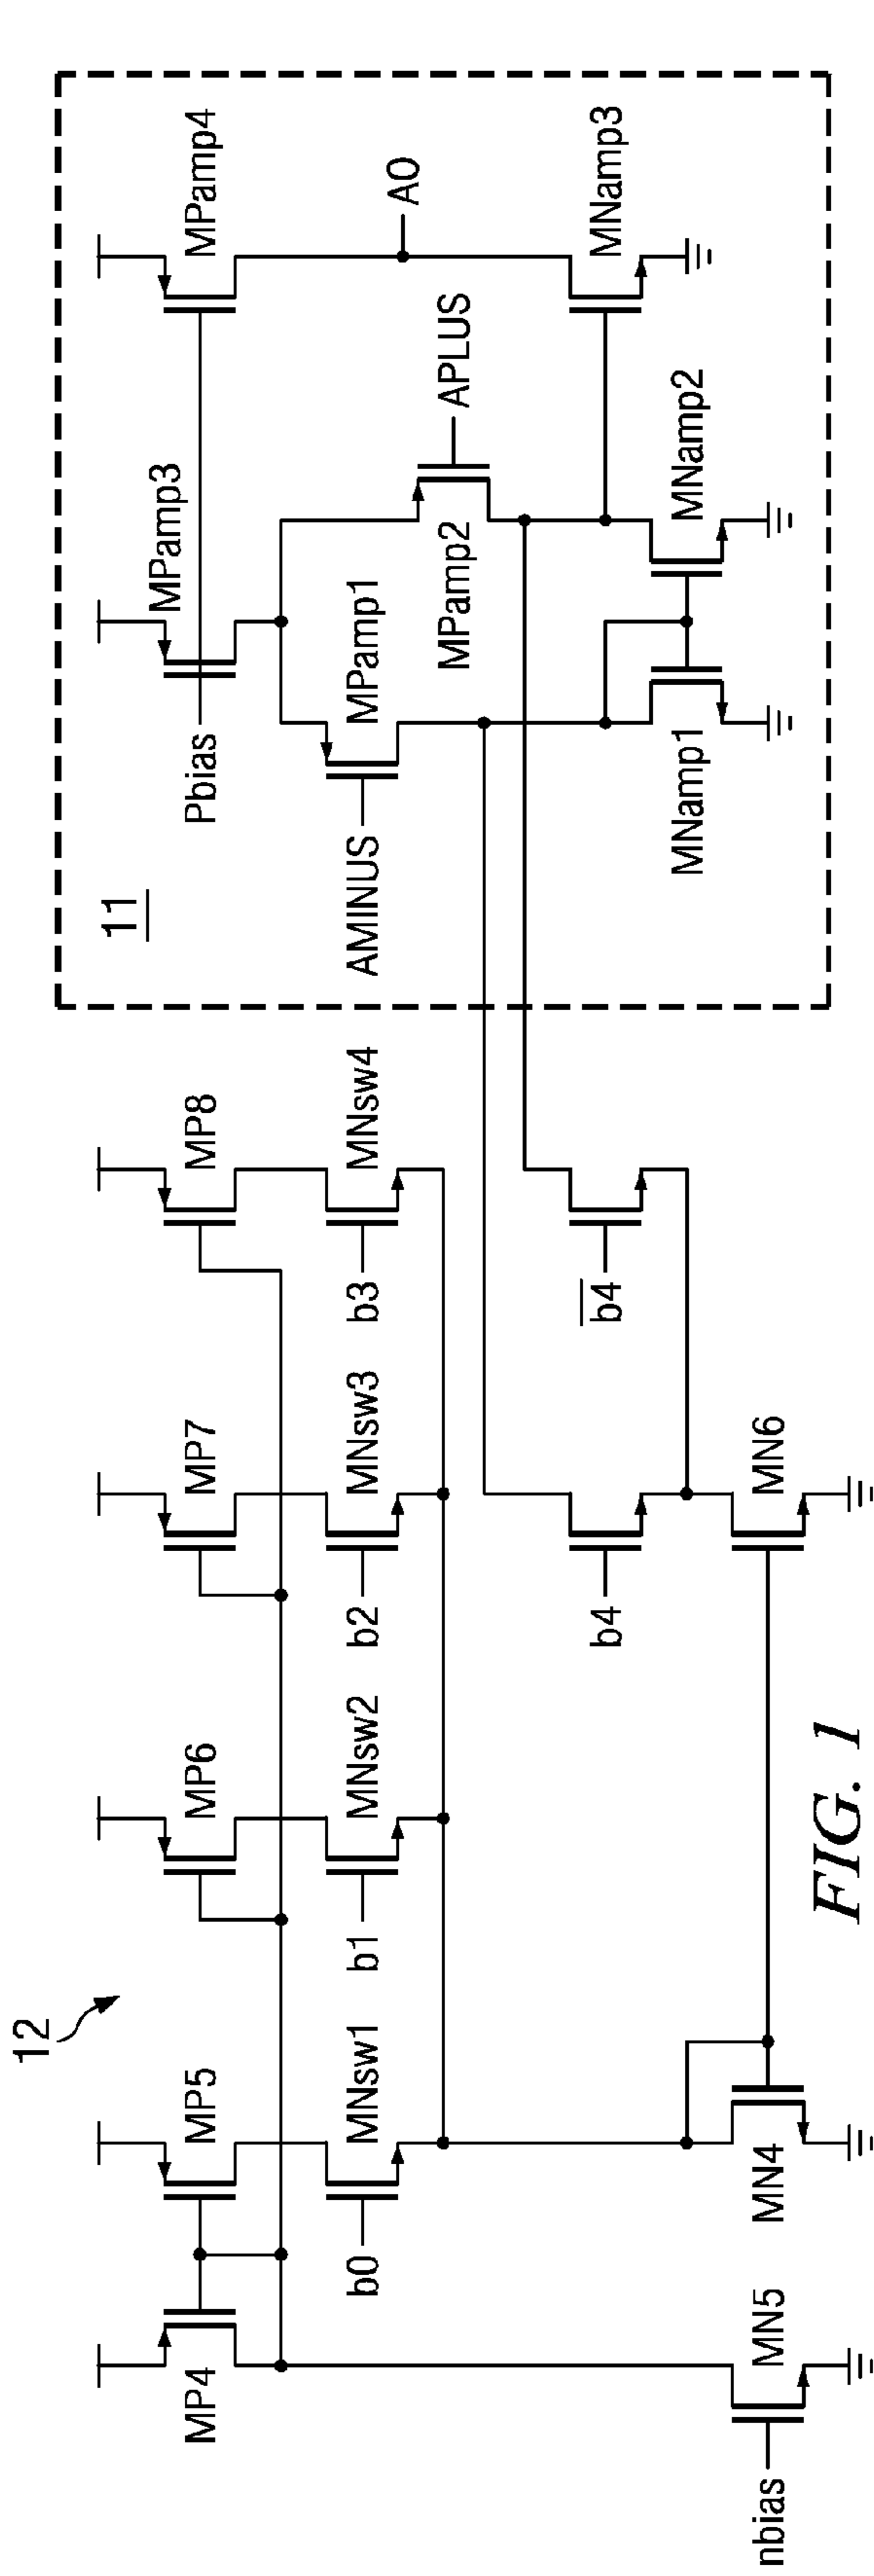 12
11
MP4
MP5
MP6
MP7
MP8
MPamp3
MPamp4
Pbias
b0
MNsw1
b1
MNsw2
b2
MNsw3
b3
MNsw4
AMINUS
MPamp1
MPamp2
APLUS
AO
b4
b4
nbias
MN5
MN4
MN6
MNamp1
MNamp2
MNamp3
FIG. 1